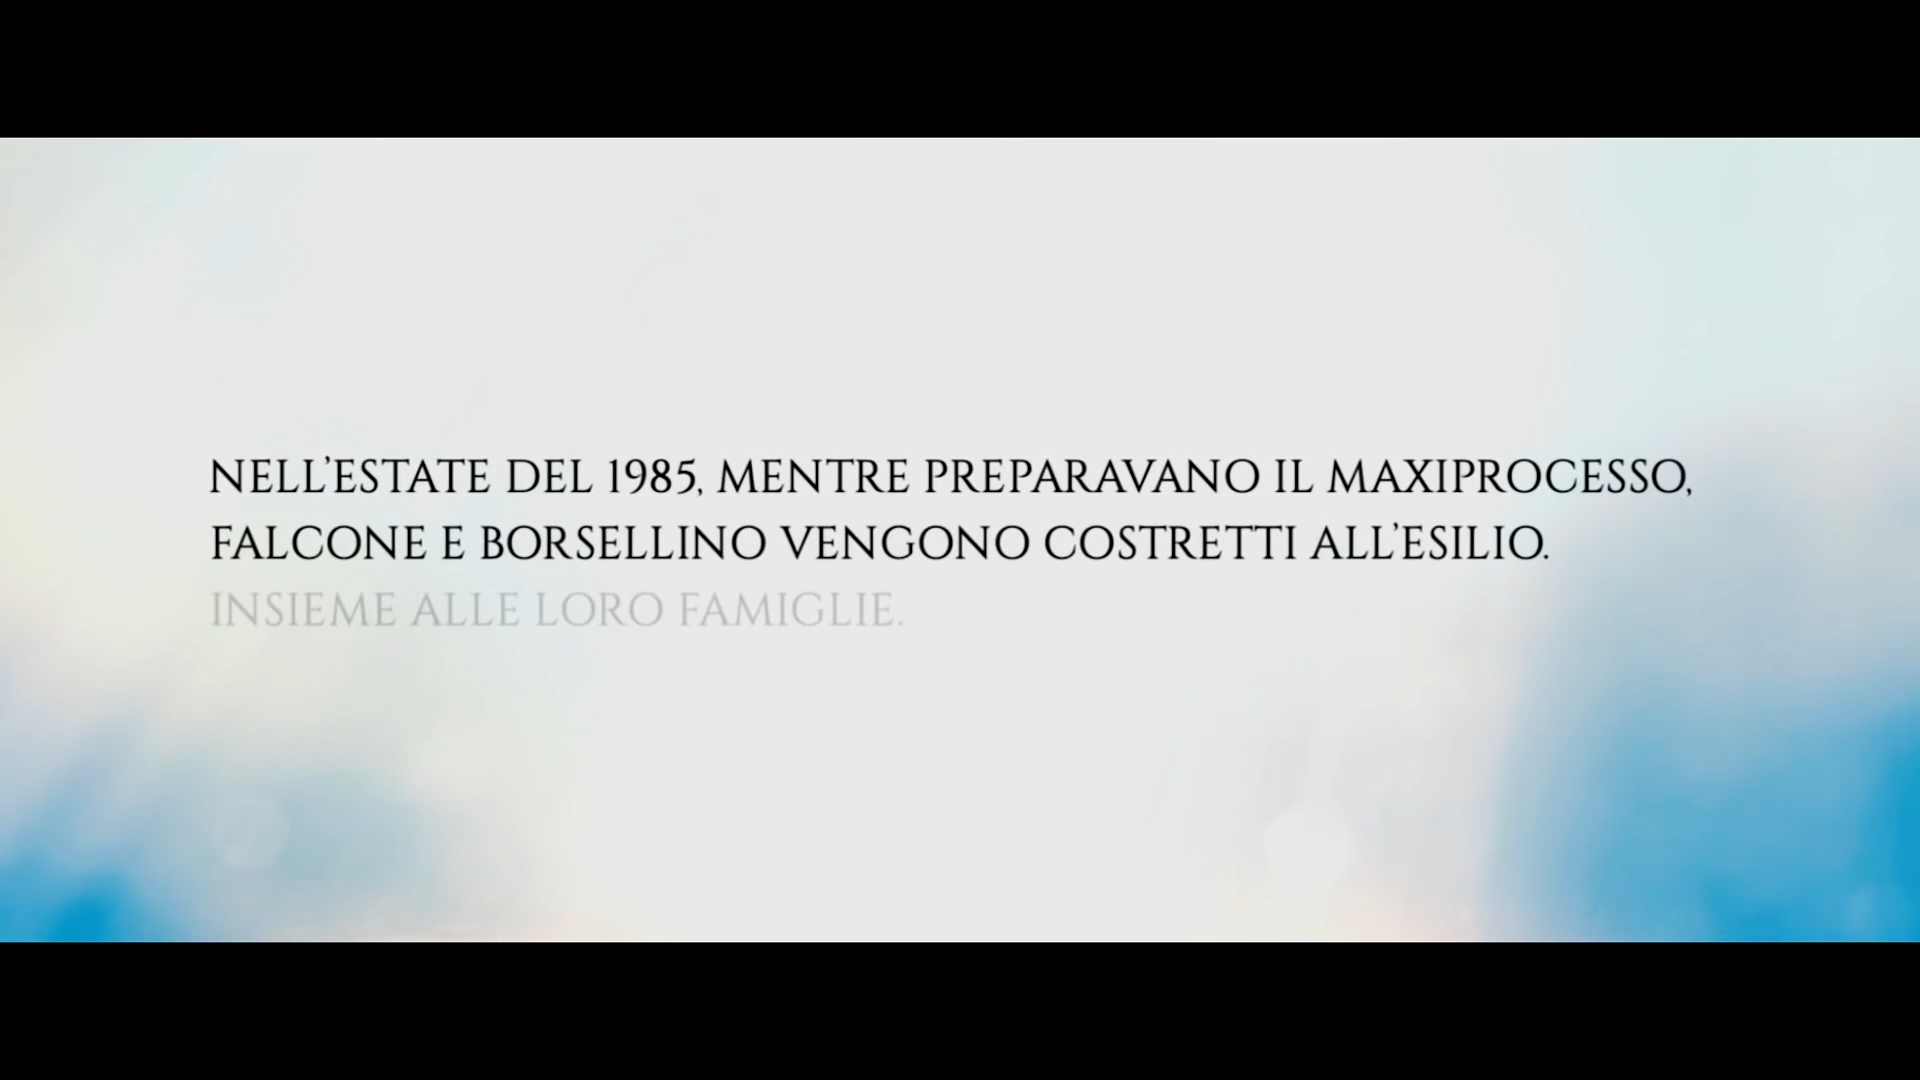 NELL'ESTATE DEL 1985, MENTRE PREPARAVANO IL MAXIPROCESSO,
FALCONE E BORSELLINO VENGONO COSTRETTI ALL'ESILIO.
INSIEME ALLE LORO FAMIGLIE.